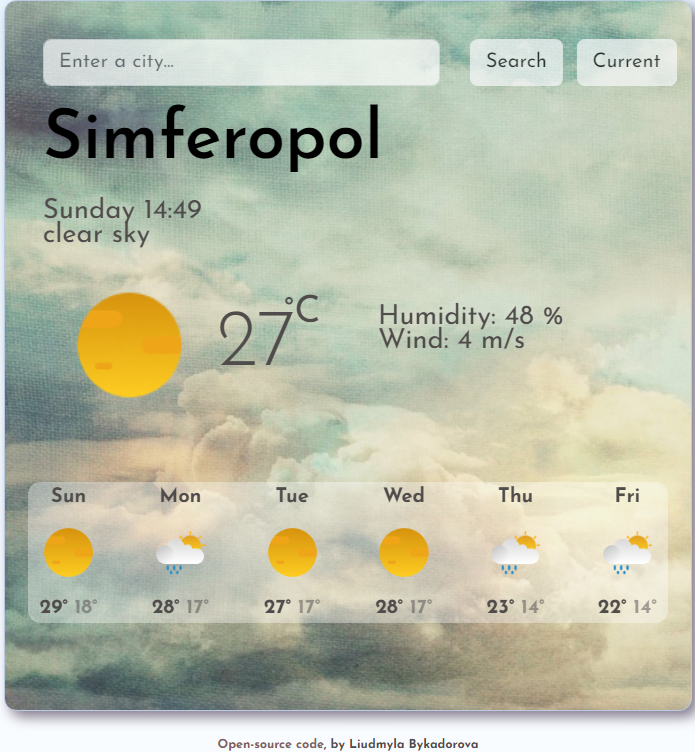 Enter a city...
Search
Current
Simferopol
Sunday 14:49
clear sky
27°C
Humidity: 48 %
Wind: 4 m/s
Sun Mon Tue Wed Thu Fri
29° 18° 28° 17° 27° 17° 28° 17° 23° 14° 22° 14°
Open-source code, by Liudmyla Bykadorova